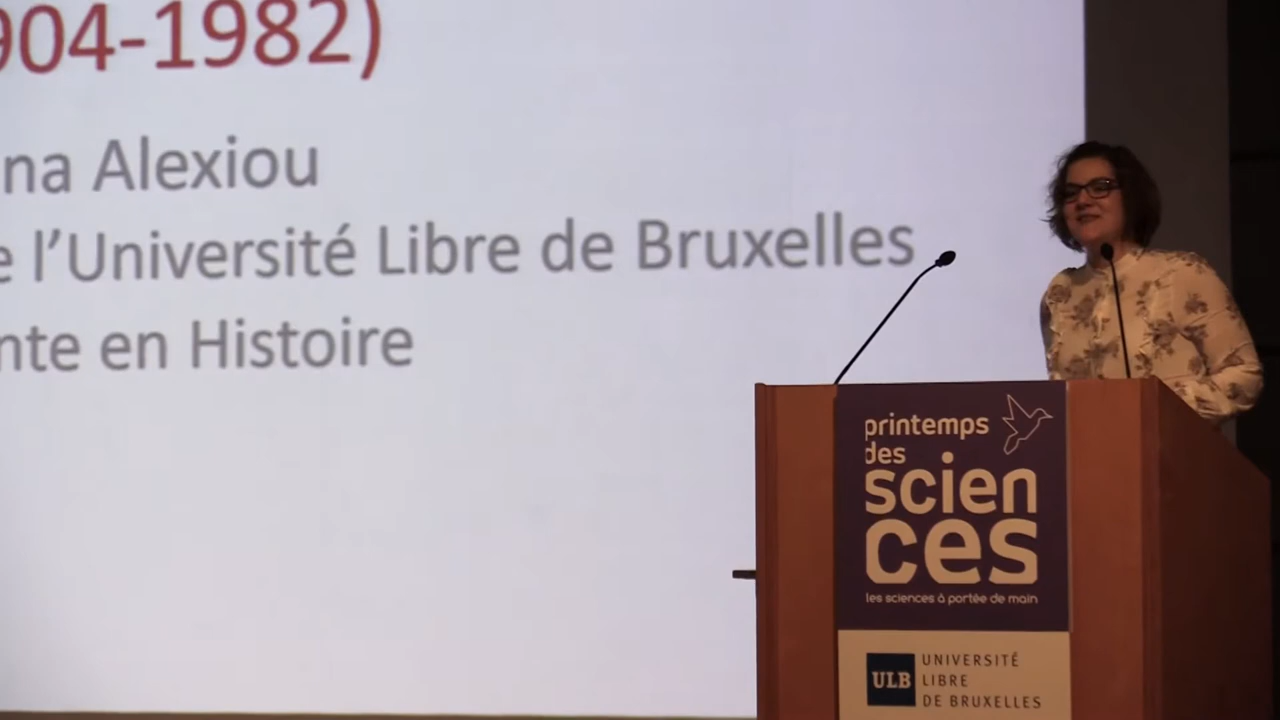 904-1982)
na Alexiou
e l'Université Libre de Bruxelles
nte en Histoire
printemps
des
scien
ces
les sciences à portée de main
ULB
UNIVERSITÉ
LIBRE
DE BRUXELLES